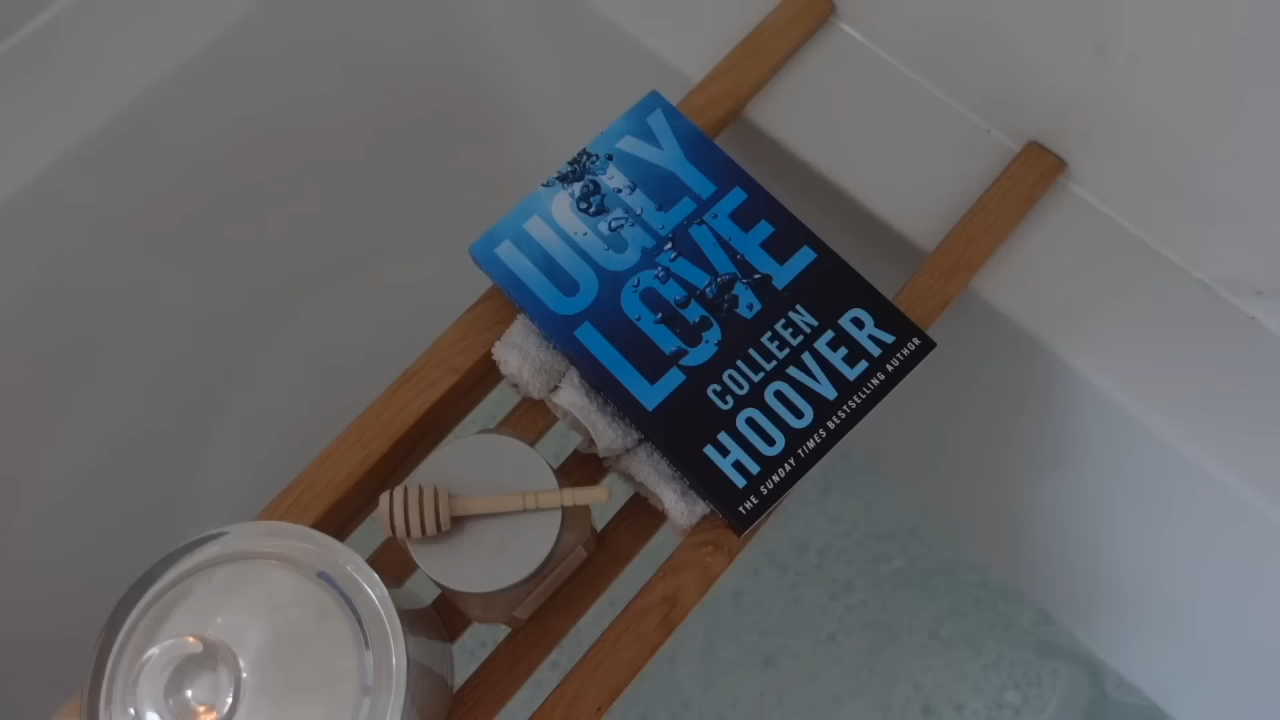 UGLY
LOVE
COLLEEN
HOOVER
THE SUNDAY TIMES BESTSELLING AUTHOR